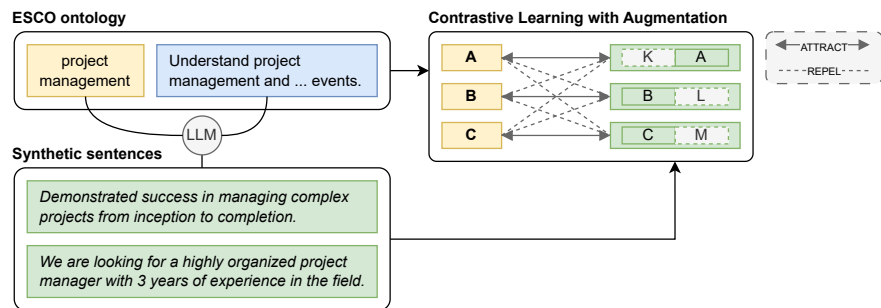 ESCO ontology
project
management
Understand project
management and ... events.
LLM
Synthetic sentences
Demonstrated success in managing complex
projects from inception to completion.
We are looking for a highly organized project
manager with 3 years of experience in the field.
Contrastive Learning with Augmentation
A K A
B B L
C C M
ATTRACT
REPEL